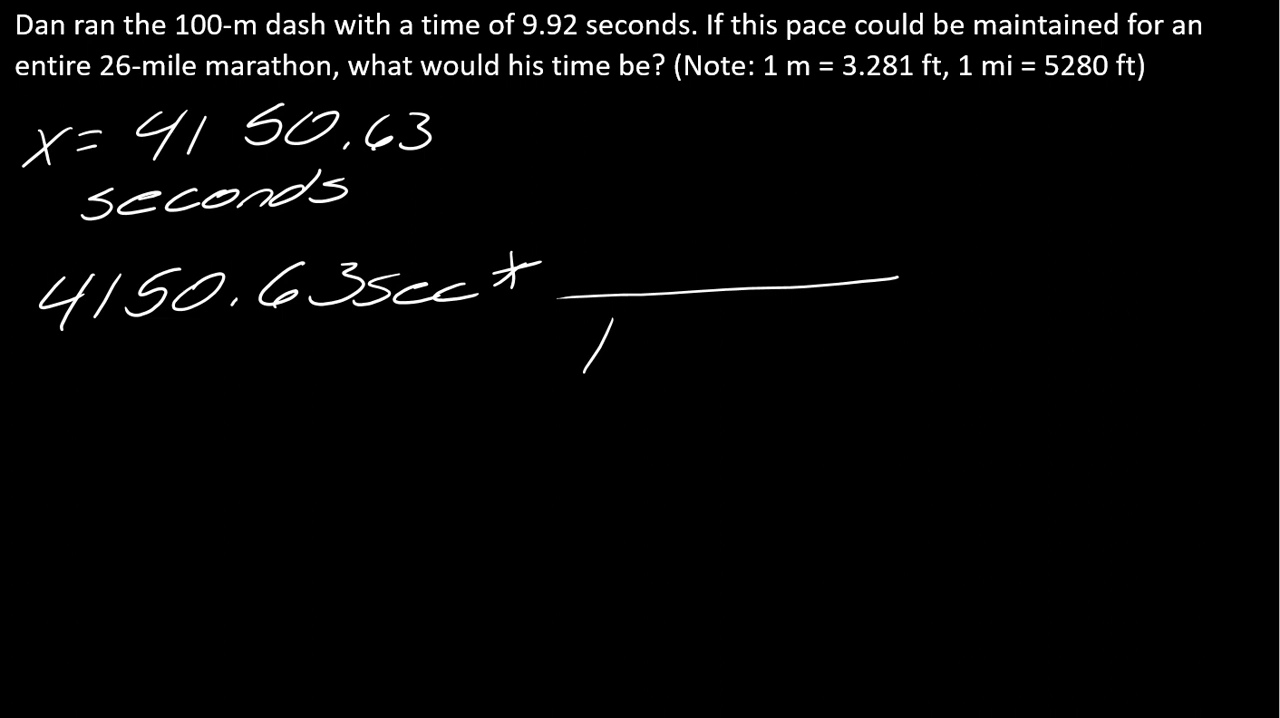 Dan ran the 100-m dash with a time of 9.92 seconds. If this pace could be maintained for an
entire 26-mile marathon, what would his time be? (Note: 1 m = 3.281 ft, 1 mi = 5280 ft)
x = 4150.63
seconds
4150.63sec *
1